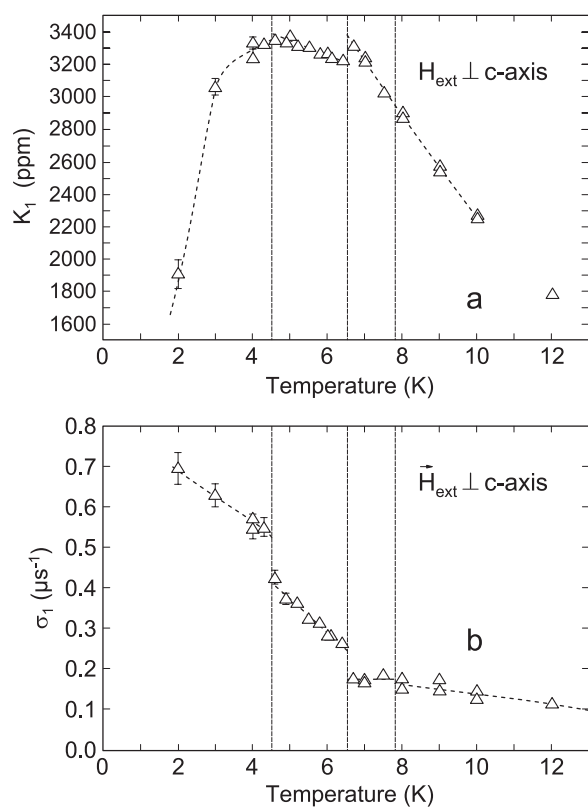 3400
3200
3000
2800
2600
2400
2200
2000
1800
1600
K₁ (ppm)
H_ext ⊥ c-axis
a
0 2 4 6 8 10 12
Temperature (K)
0.8
0.7
0.6
0.5
0.4
0.3
0.2
0.1
0.0
σ₁ (μs⁻¹)
H⃗_ext ⊥ c-axis
b
0 2 4 6 8 10 12
Temperature (K)